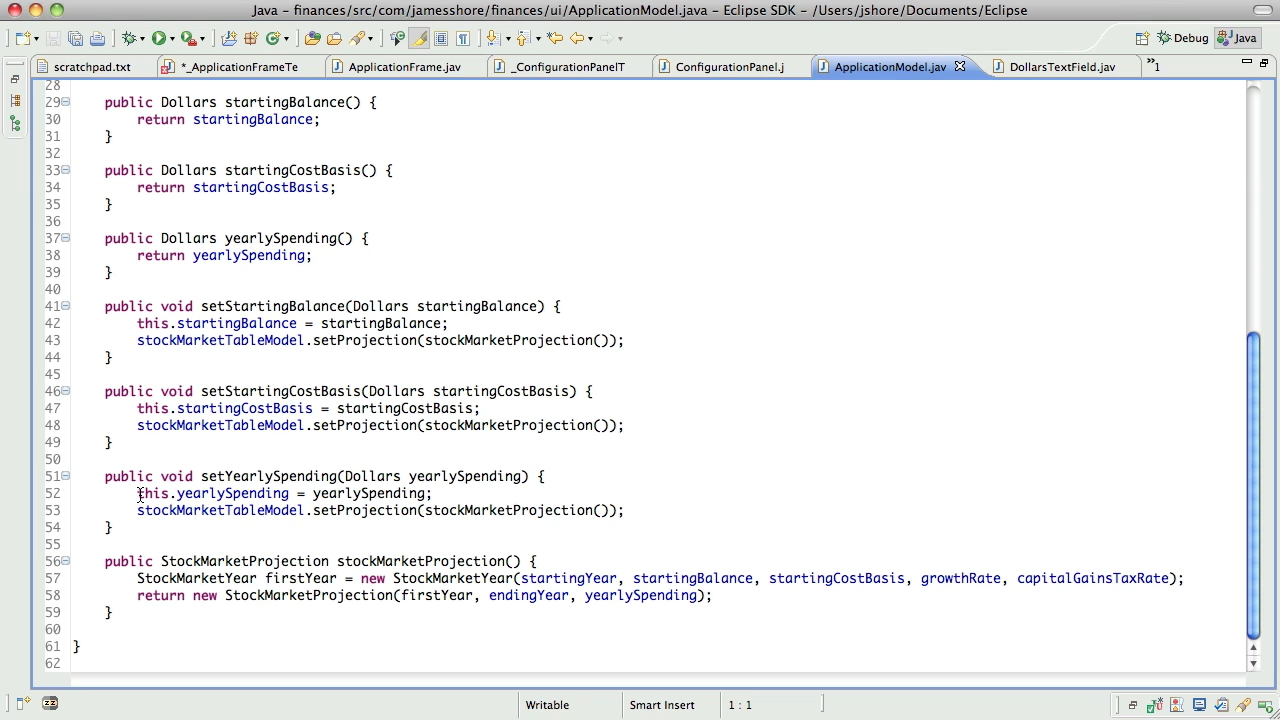 Java – finances/src/com/jamesshore/finances/ui/ApplicationModel.java – Eclipse SDK – /Users/jshore/Documents/Eclipse
Debug Java
scratchpad.txt *_ApplicationFrameTe ApplicationFrame.jav _ConfigurationPanelT ConfigurationPanel.j ApplicationModel.jav DollarsTextField.jav »1
28
29 public Dollars startingBalance() {
30 return startingBalance;
31 }
32
33 public Dollars startingCostBasis() {
34 return startingCostBasis;
35 }
36
37 public Dollars yearlySpending() {
38 return yearlySpending;
39 }
40
41 public void setStartingBalance(Dollars startingBalance) {
42 this.startingBalance = startingBalance;
43 stockMarketTableModel.setProjection(stockMarketProjection());
44 }
45
46 public void setStartingCostBasis(Dollars startingCostBasis) {
47 this.startingCostBasis = startingCostBasis;
48 stockMarketTableModel.setProjection(stockMarketProjection());
49 }
50
51 public void setYearlySpending(Dollars yearlySpending) {
52 this.yearlySpending = yearlySpending;
53 stockMarketTableModel.setProjection(stockMarketProjection());
54 }
55
56 public StockMarketProjection stockMarketProjection() {
57 StockMarketYear firstYear = new StockMarketYear(startingYear, startingBalance, startingCostBasis, growthRate, capitalGainsTaxRate);
58 return new StockMarketProjection(firstYear, endingYear, yearlySpending);
59 }
60
61 }
62
Writable Smart Insert 1 : 1